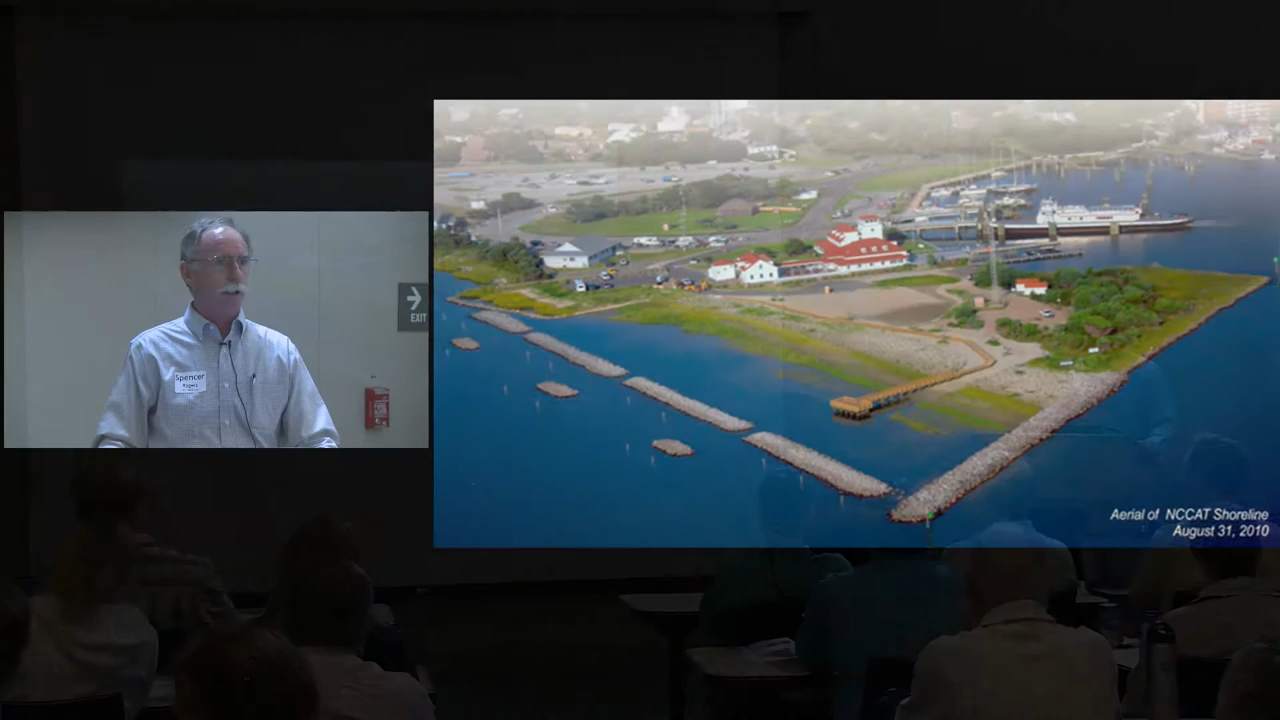 EXIT
Spencer
Rogers
Aerial of NCCAT Shoreline
August 31, 2010